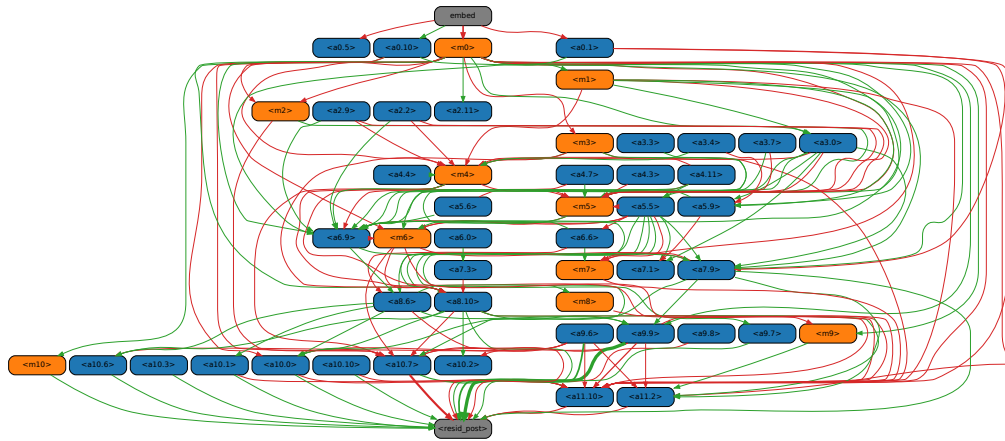 embed
<a0.5> <a0.10> <m0> <a0.1>
<m1>
<m2> <a2.9> <a2.2> <a2.11>
<m3> <a3.3> <a3.4> <a3.7> <a3.0>
<a4.4> <m4> <a4.7> <a4.3> <a4.11>
<a5.6> <m5> <a5.5> <a5.9>
<a6.9> <m6> <a6.0> <a6.6>
<a7.3> <m7> <a7.1> <a7.9>
<a8.6> <a8.10> <m8>
<a9.6> <a9.9> <a9.8> <a9.7> <m9>
<m10> <a10.6> <a10.3> <a10.1> <a10.0> <a10.10> <a10.7> <a10.2>
<a11.10> <a11.2>
<resid_post>